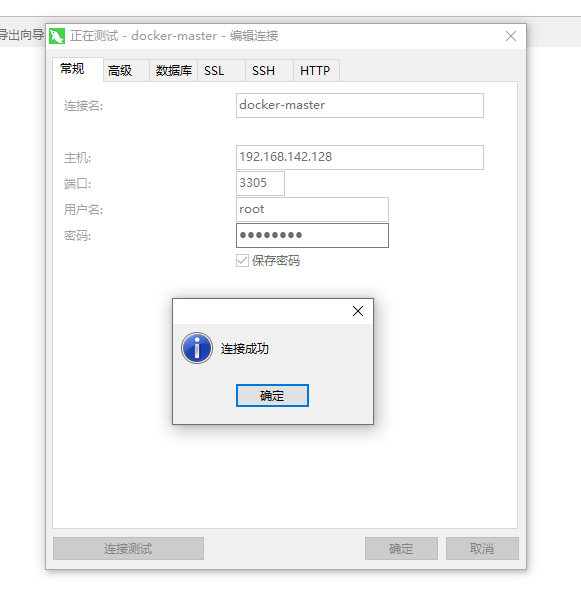 导出向导
正在测试 - docker-master - 编辑连接
常规 高级 数据库 SSL SSH HTTP
连接名: docker-master
主机: 192.168.142.128
端口: 3305
用户名: root
密码: ●●●●●●●●
保存密码
连接成功
确定
连接测试 确定 取消